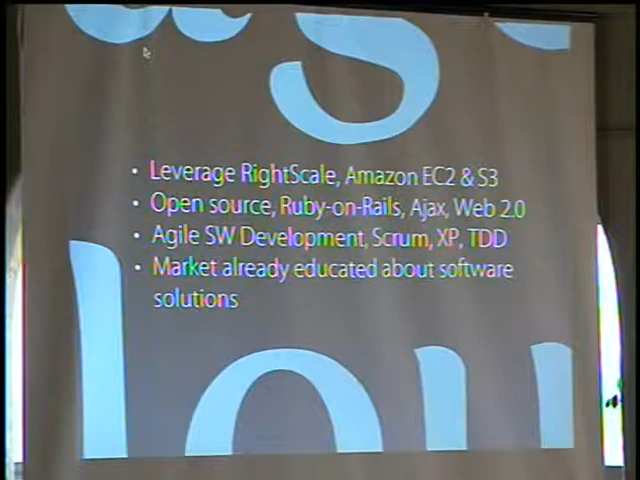 • Leverage RightScale, Amazon EC2 & S3
• Open source, Ruby-on-Rails, Ajax, Web 2.0
• Agile SW Development, Scrum, XP, TDD
• Market already educated about software
solutions